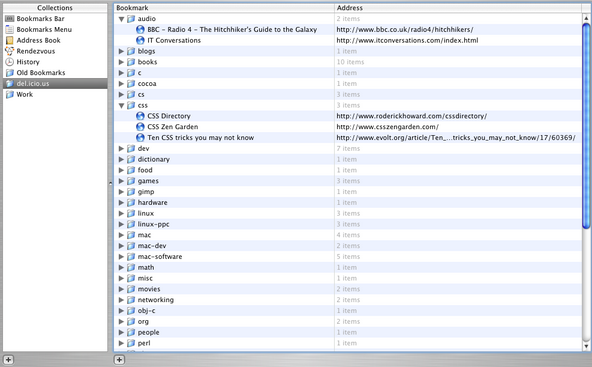 Collections
Bookmarks Bar
Bookmarks Menu
Address Book
Rendezvous
History
Old Bookmarks
del.icio.us
Work
Bookmark Address
audio 2 items
BBC - Radio 4 - The Hitchhiker's Guide to the Galaxy http://www.bbc.co.uk/radio4/hitchhikers/
IT Conversations http://www.itconversations.com/index.html
blogs 1 item
books 10 items
c 1 item
cocoa 1 item
cs 3 items
css 3 items
CSS Directory http://www.roderickhoward.com/cssdirectory/
CSS Zen Garden http://www.csszengarden.com/
Ten CSS tricks you may not know http://www.evolt.org/article/Ten_...tricks_you_may_not_know/17/60369/
dev 7 items
dictionary 1 item
food 1 item
games 3 items
gimp 1 item
hardware 1 item
linux 3 items
linux-ppc 3 items
mac 4 items
mac-dev 2 items
mac-software 5 items
math 1 item
misc 1 item
movies 2 items
networking 2 items
obj-c 1 item
org 2 items
people 1 item
perl 1 item